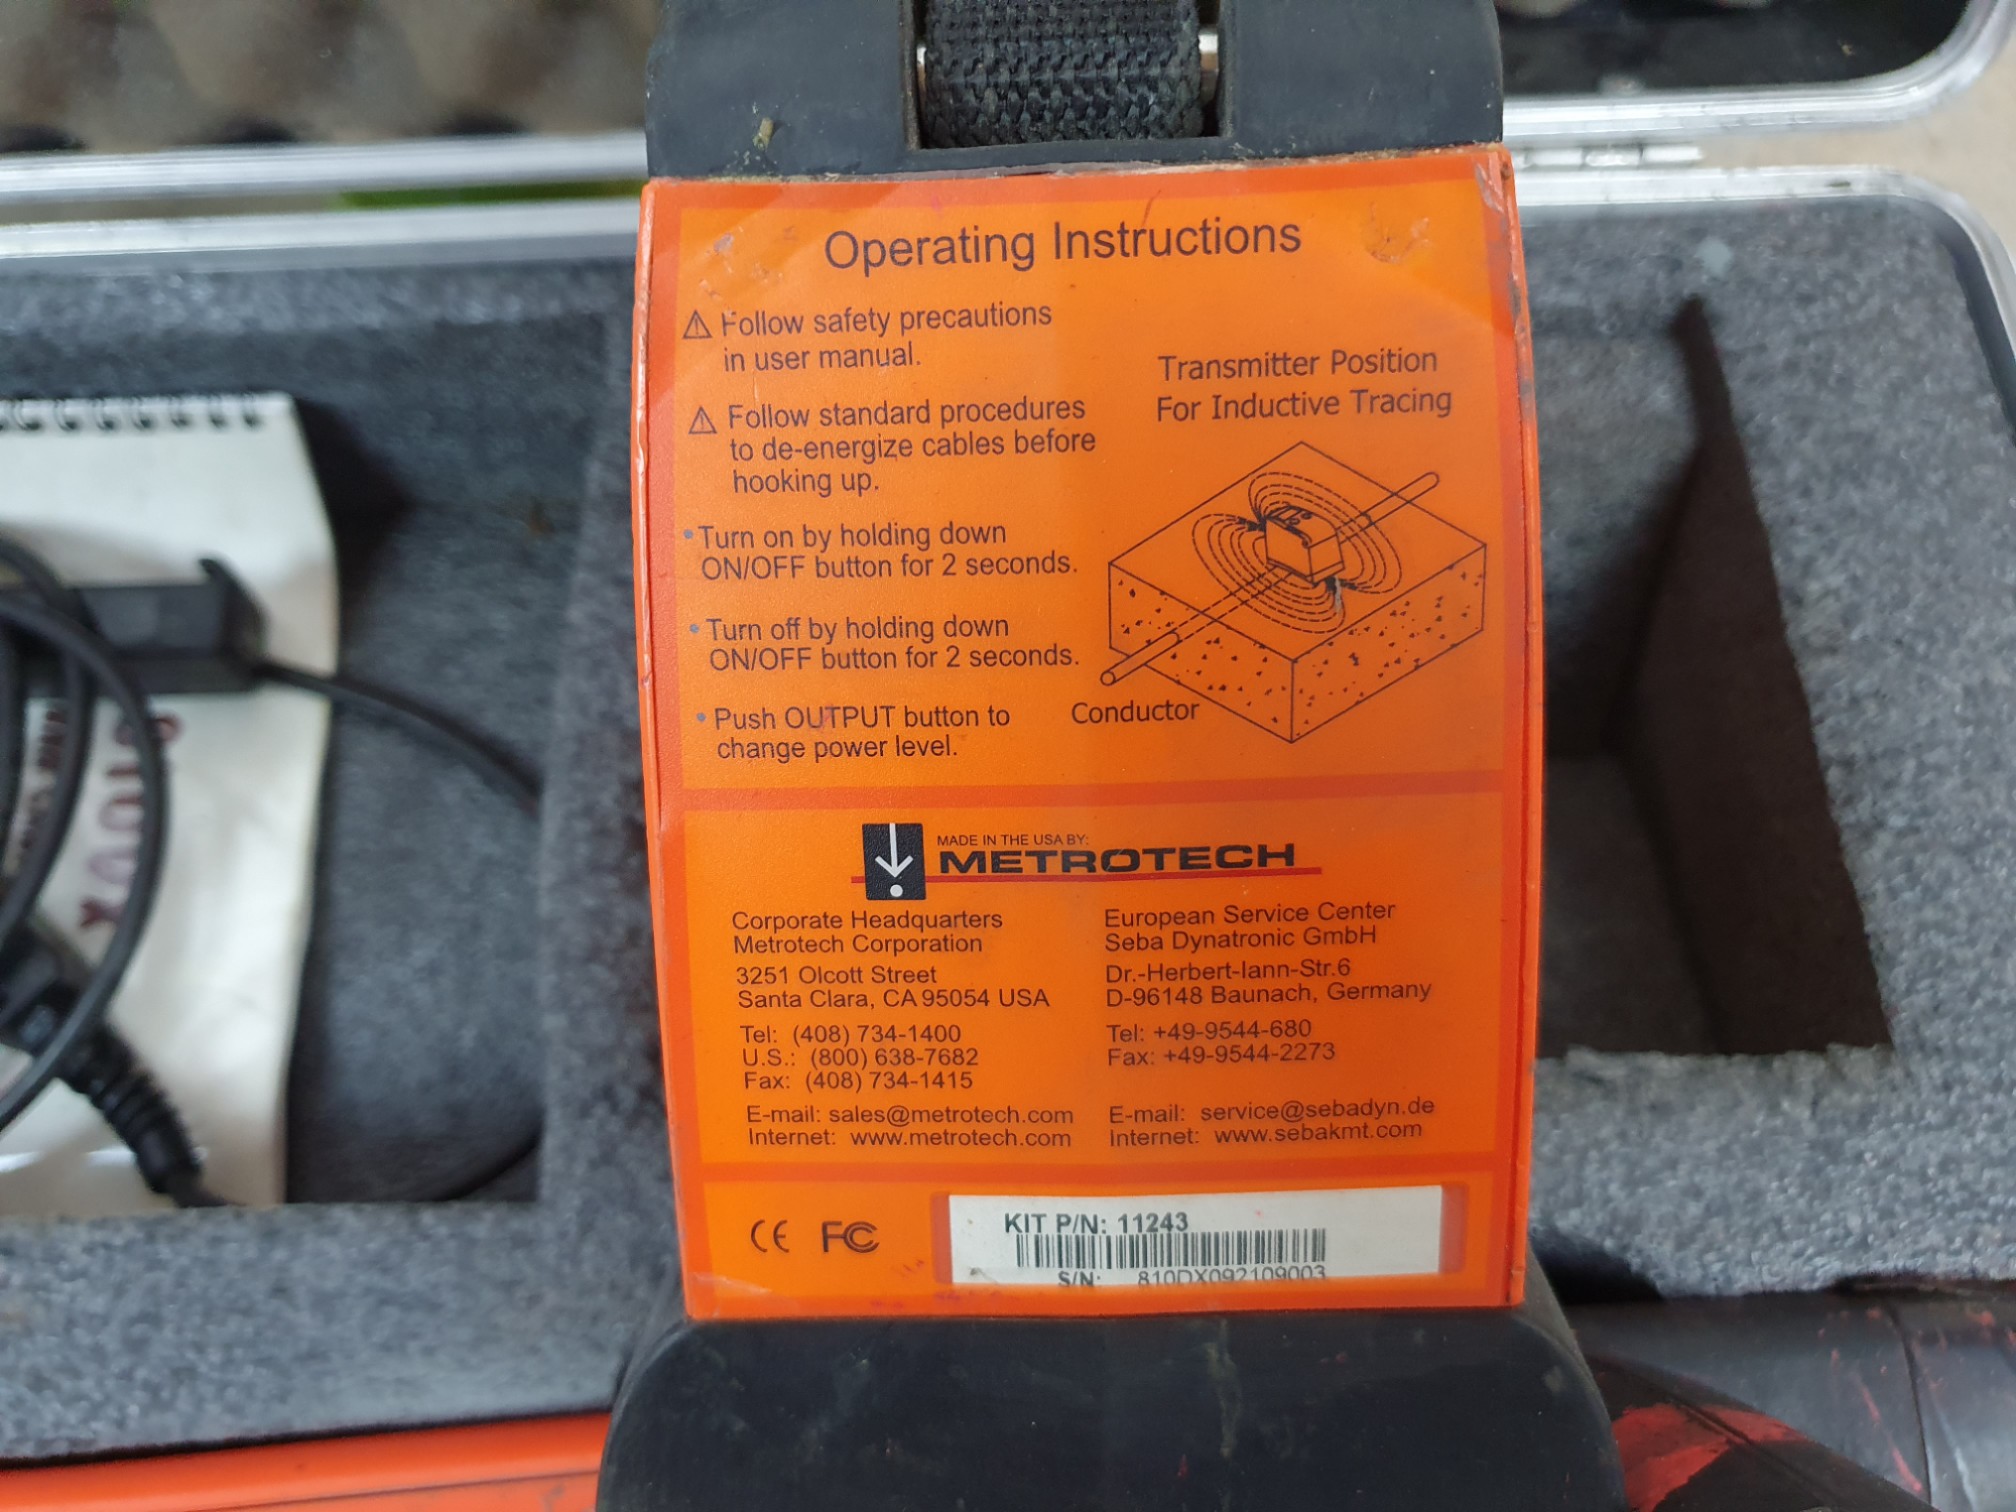 Operating Instructions
Follow safety precautions
in user manual.
Follow standard procedures
to de-energize cables before
hooking up.
• Turn on by holding down
ON/OFF button for 2 seconds.
• Turn off by holding down
ON/OFF button for 2 seconds.
• Push OUTPUT button to
change power level.
Transmitter Position
For Inductive Tracing
Conductor
MADE IN THE USA BY:
METROTECH
Corporate Headquarters
Metrotech Corporation
3251 Olcott Street
Santa Clara, CA 95054 USA
Tel: (408) 734-1400
U.S.: (800) 638-7682
Fax: (408) 734-1415
E-mail: sales@metrotech.com
Internet: www.metrotech.com
European Service Center
Seba Dynatronic GmbH
Dr.-Herbert-Iann-Str.6
D-96148 Baunach, Germany
Tel: +49-9544-680
Fax: +49-9544-2273
E-mail: service@sebadyn.de
Internet: www.sebakmt.com
CE FC
KIT P/N: 11243
S/N: 810DX092109003